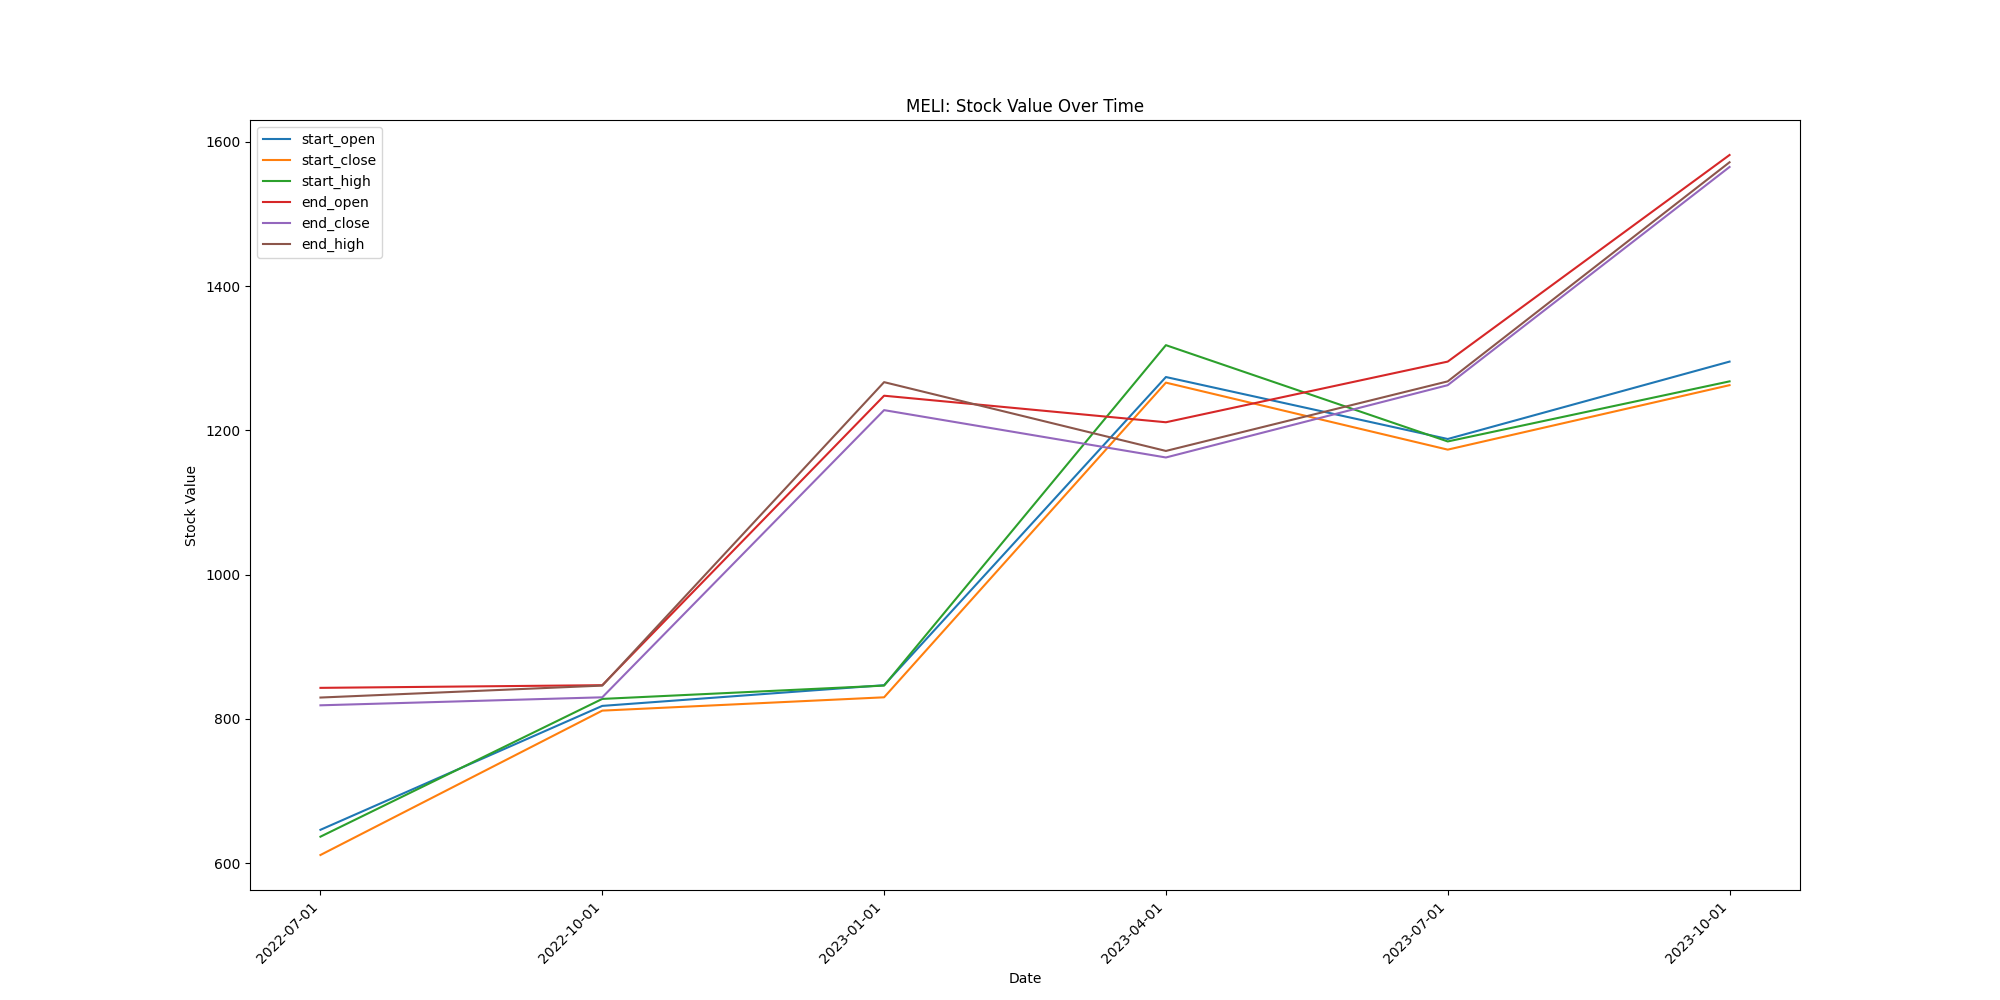 MELI: Stock Value Over Time
start_open
start_close
start_high
end_open
end_close
end_high
1600
1400
1200
1000
800
600
Stock Value
2022-07-01
2022-10-01
2023-01-01
2023-04-01
2023-07-01
2023-10-01
Date